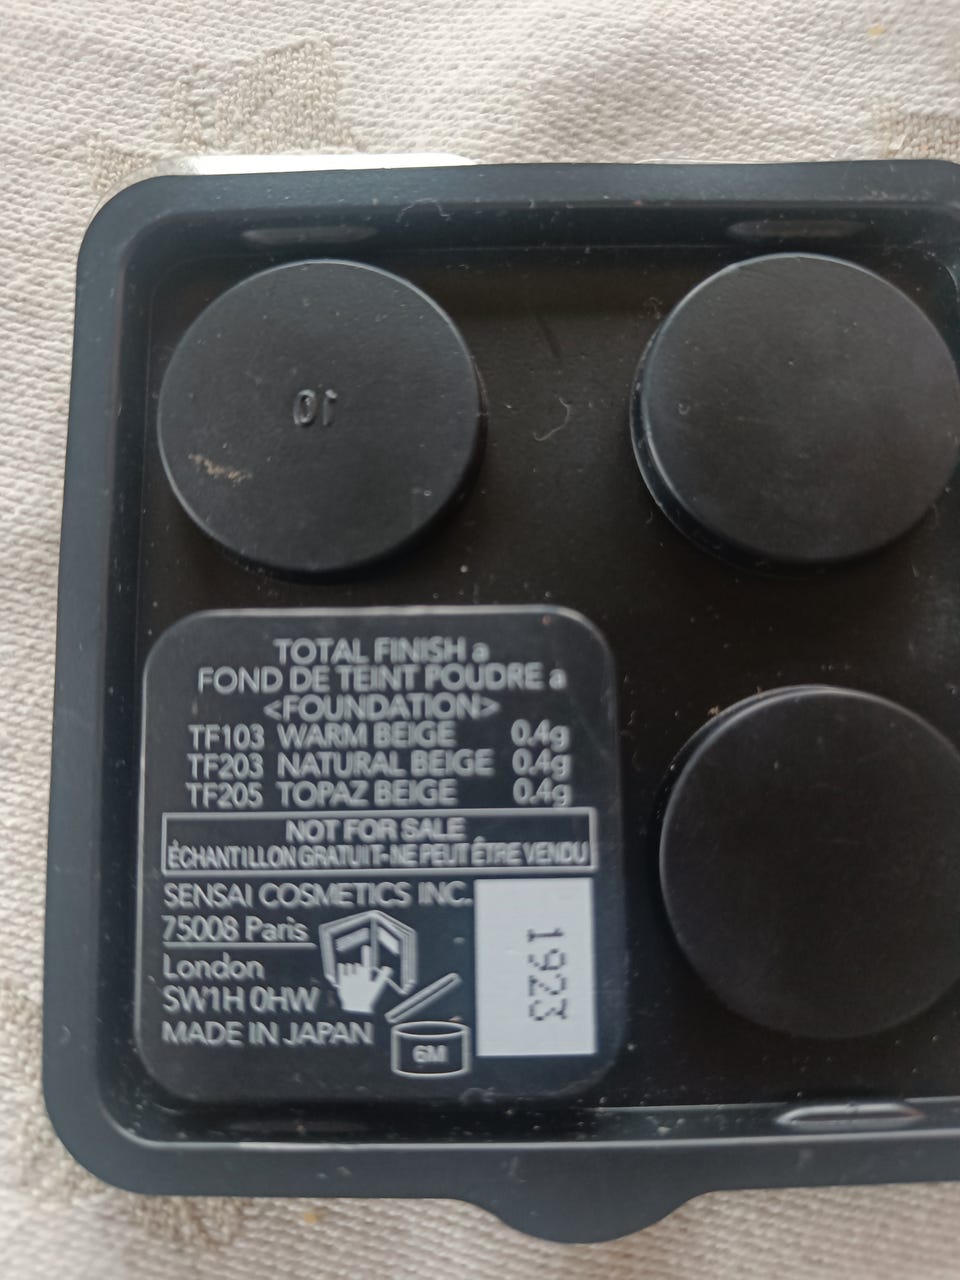 10
TOTAL FINISH a
FOND DE TEINT POUDRE a
<FOUNDATION>
TF103 WARM BEIGE 0.4g
TF203 NATURAL BEIGE 0.4g
TF205 TOPAZ BEIGE 0.4g
NOT FOR SALE
ÉCHANTILLON GRATUIT-NE PEUT ÊTRE VENDU
SENSAI COSMETICS INC.
75008 Paris
London
SW1H 0HW
MADE IN JAPAN
6M
1923